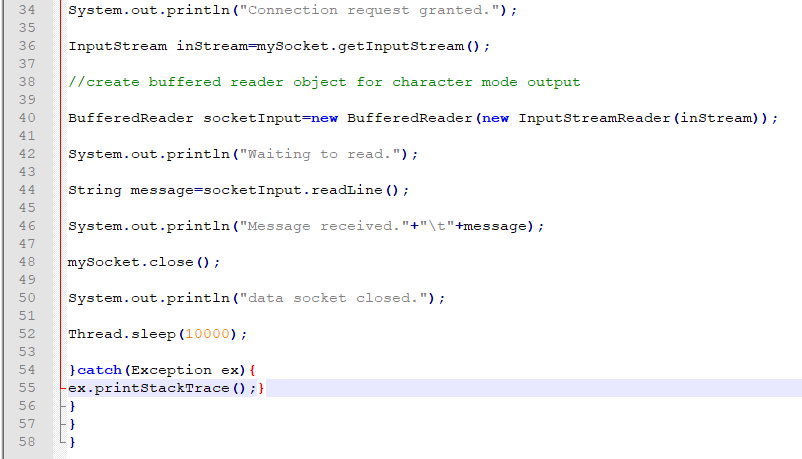 34 System.out.println("Connection request granted.");
35
36 InputStream inStream=mySocket.getInputStream();
37
38 //create buffered reader object for character mode output
39
40 BufferedReader socketInput=new BufferedReader(new InputStreamReader(inStream));
41
42 System.out.println("Waiting to read.");
43
44 String message=socketInput.readLine();
45
46 System.out.println("Message received."+"\t"+message);
47
48 mySocket.close();
49
50 System.out.println("data socket closed.");
51
52 Thread.sleep(10000);
53
54 }catch(Exception ex){
55 ex.printStackTrace();}
56 }
57 }
58 }